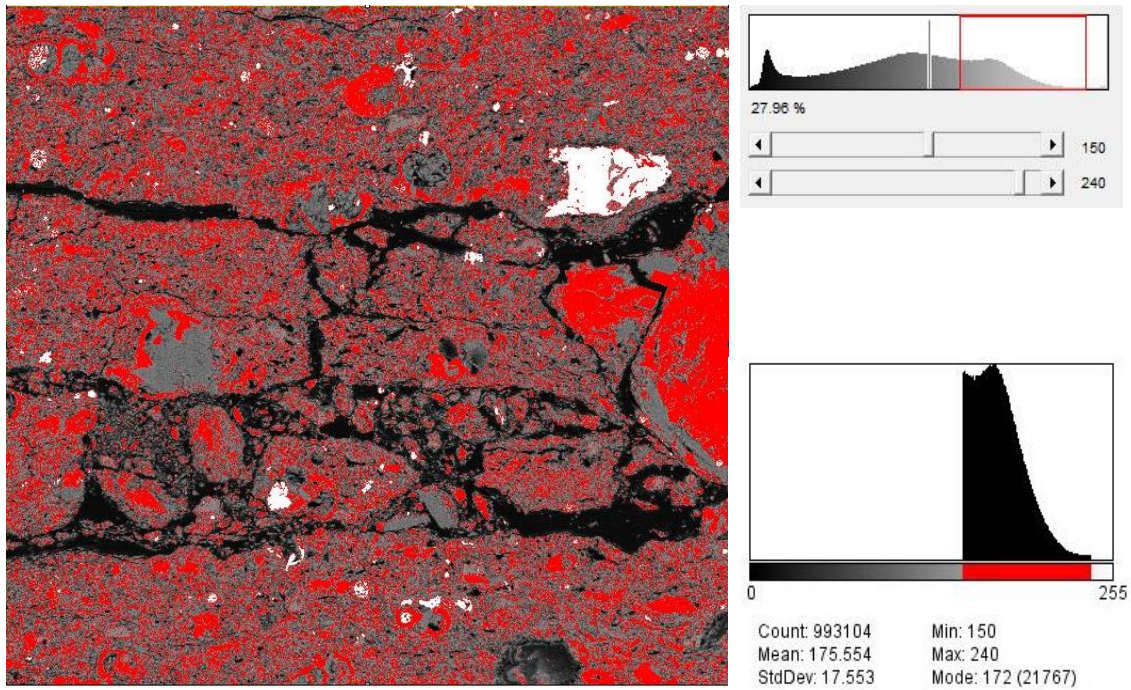 27.96 %
150
240
0 255
Count: 993104 Min: 150
Mean: 175.554 Max: 240
StdDev: 17.553 Mode: 172 (21767)